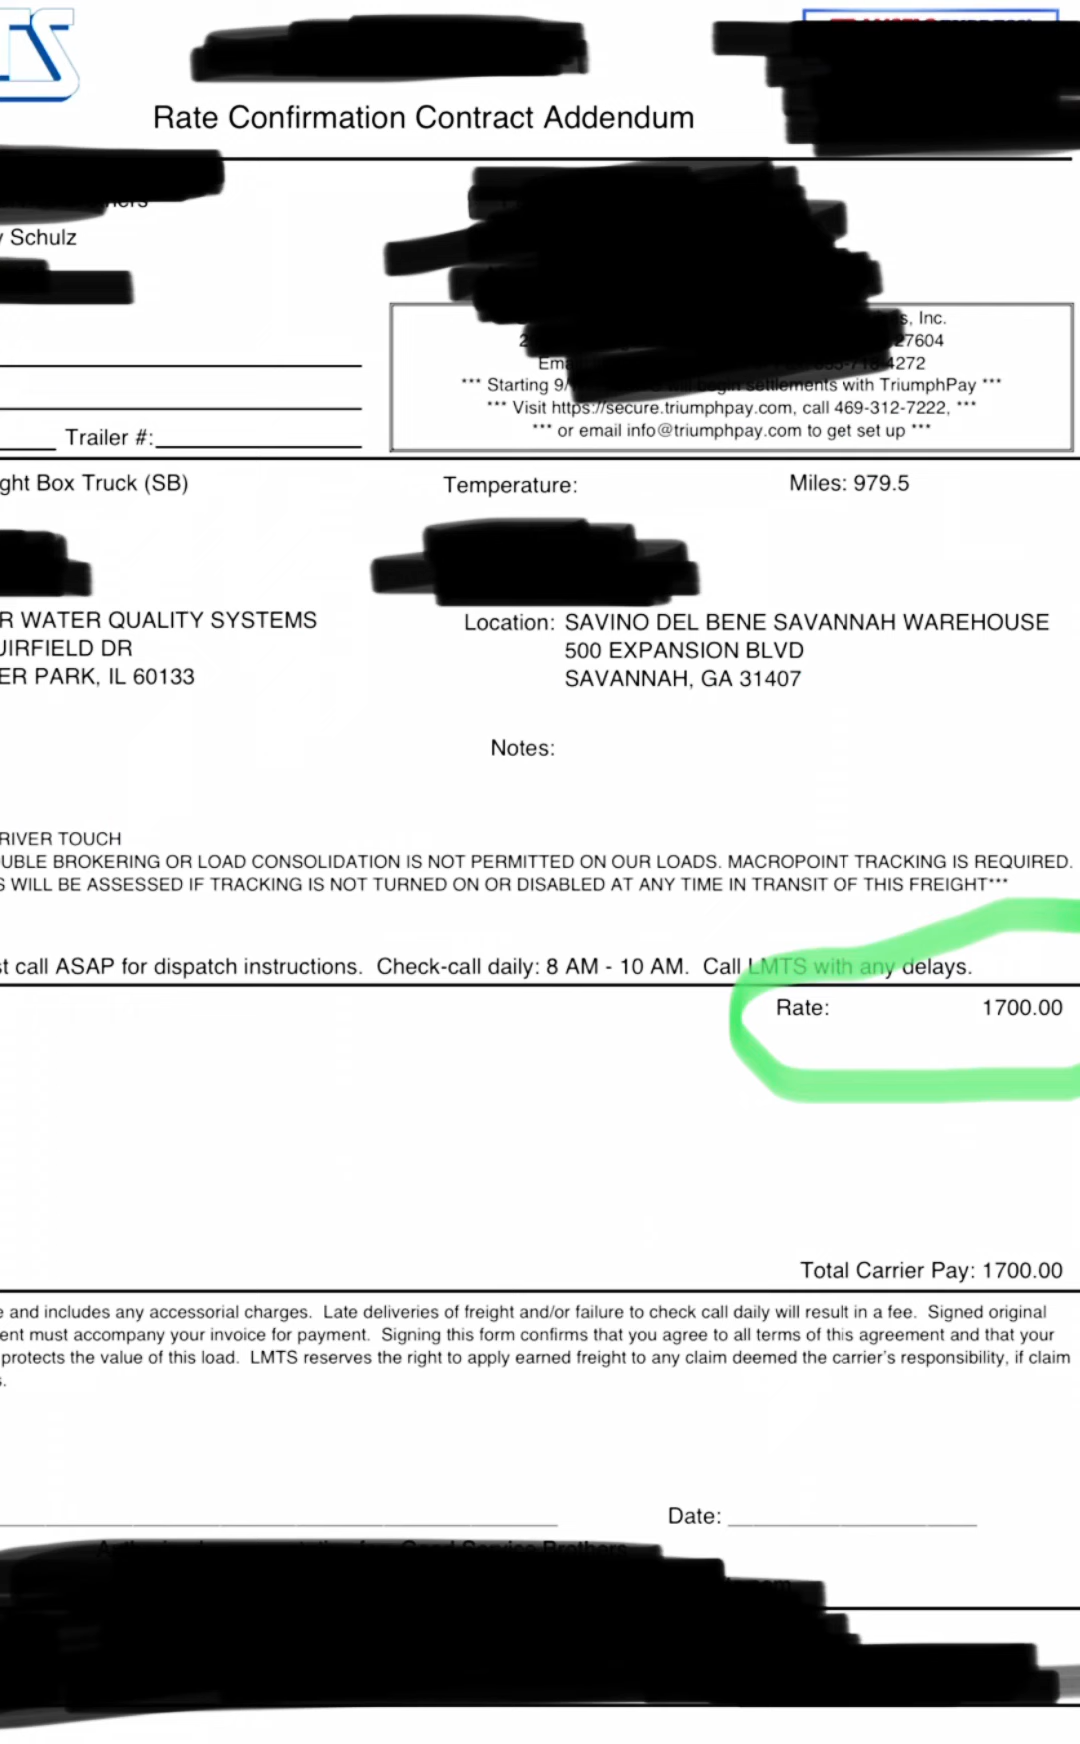 TS
Rate Confirmation Contract Addendum
Schulz
s, Inc.
27604
4272
*** Starting 9/ settlements with TriumphPay ***
*** Visit https://secure.triumphpay.com, call 469-312-7222, ***
Trailer #:
*** or email info@triumphpay.com to get set up ***
ght Box Truck (SB) Temperature: Miles: 979.5
R WATER QUALITY SYSTEMS Location: SAVINO DEL BENE SAVANNAH WAREHOUSE
UIRFIELD DR 500 EXPANSION BLVD
ER PARK, IL 60133 SAVANNAH, GA 31407
Notes:
RIVER TOUCH
UBLE BROKERING OR LOAD CONSOLIDATION IS NOT PERMITTED ON OUR LOADS. MACROPOINT TRACKING IS REQUIRED.
S WILL BE ASSESSED IF TRACKING IS NOT TURNED ON OR DISABLED AT ANY TIME IN TRANSIT OF THIS FREIGHT***
st call ASAP for dispatch instructions. Check-call daily: 8 AM - 10 AM. Call LMTS with any delays.
Rate: 1700.00
Total Carrier Pay: 1700.00
e and includes any accessorial charges. Late deliveries of freight and/or failure to check call daily will result in a fee. Signed original
ent must accompany your invoice for payment. Signing this form confirms that you agree to all terms of this agreement and that your
protects the value of this load. LMTS reserves the right to apply earned freight to any claim deemed the carrier's responsibility, if claim
s.
Date: